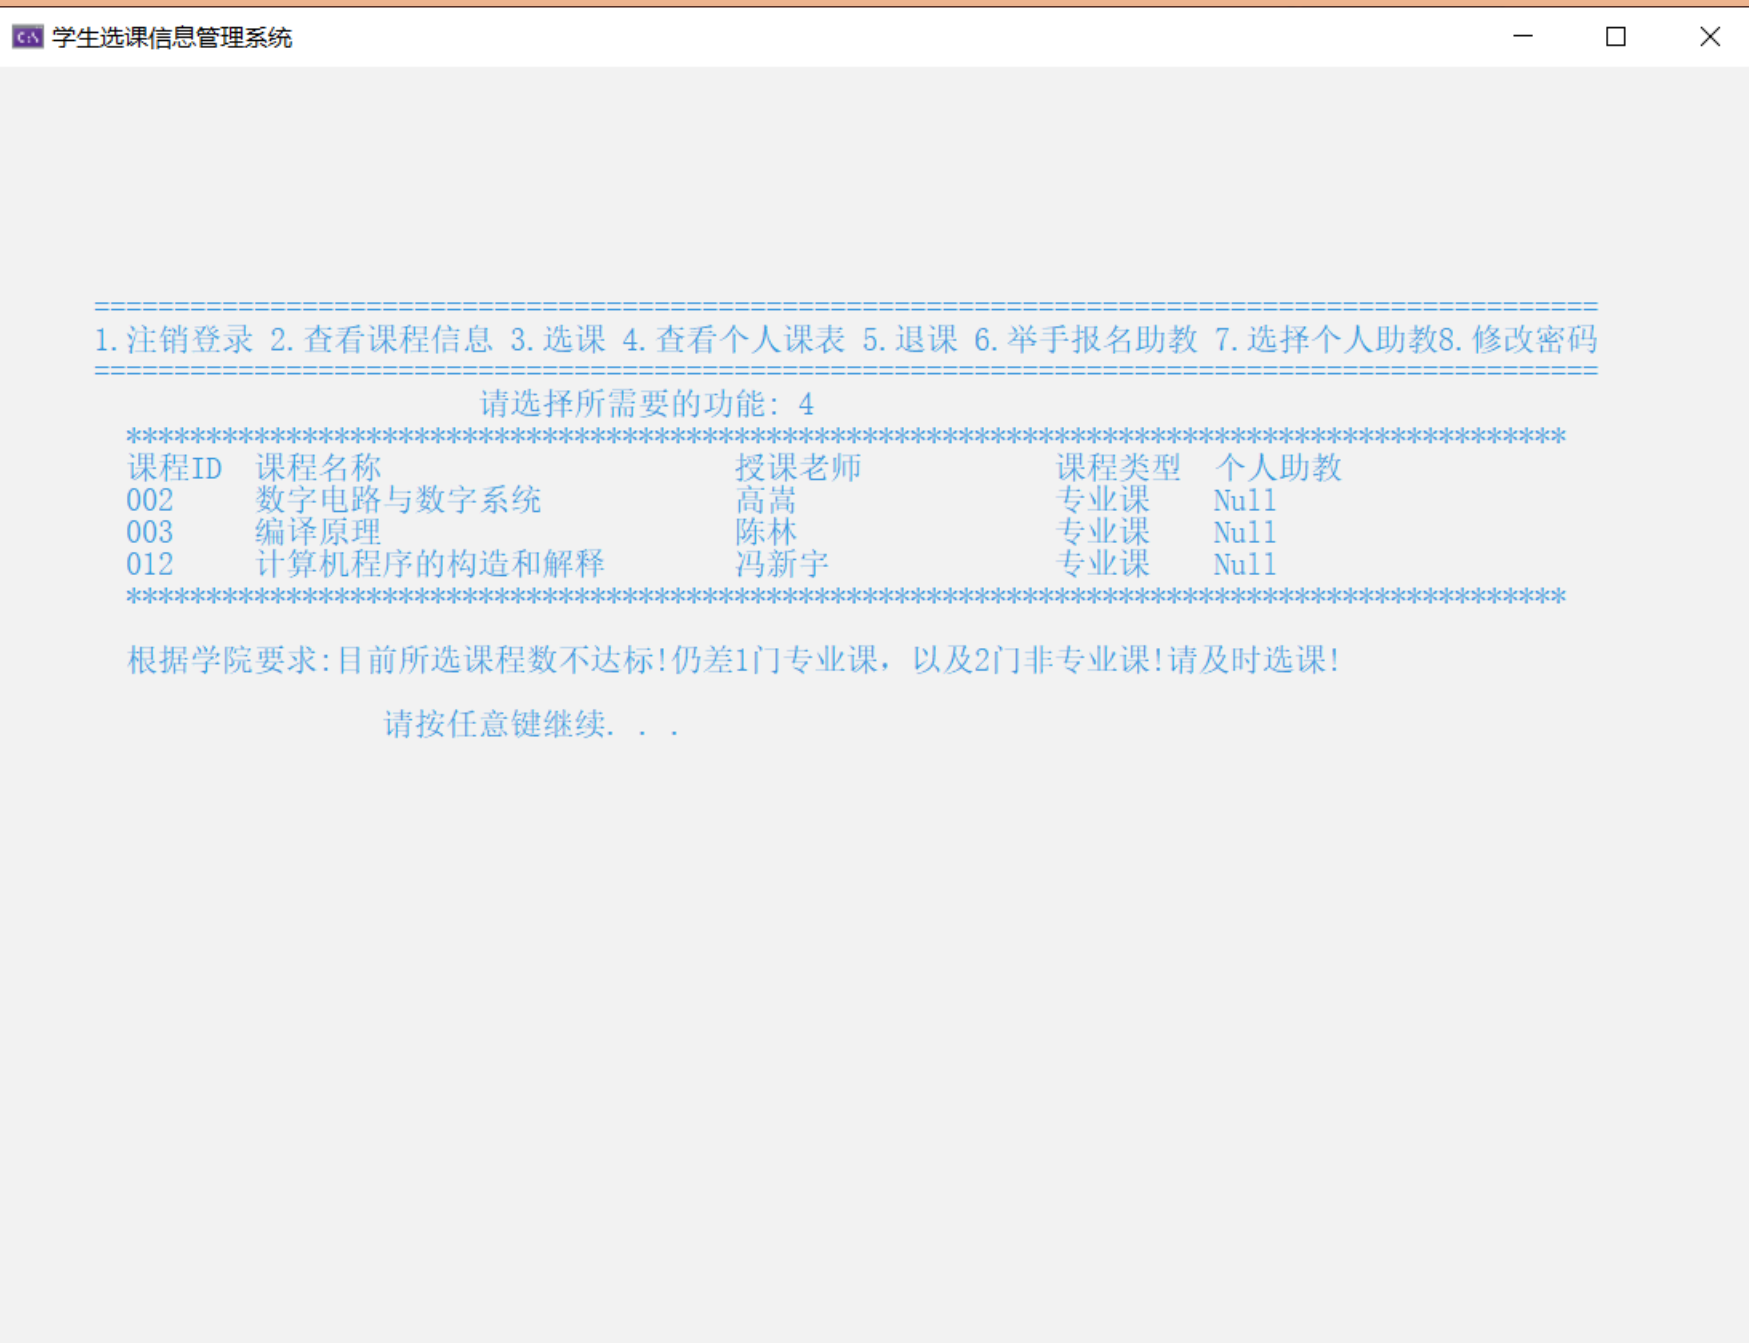 学生选课信息管理系统
==============================================================================================
1.注销登录 2.查看课程信息 3.选课 4.查看个人课表 5.退课 6.举手报名助教 7.选择个人助教8.修改密码
==============================================================================================
请选择所需要的功能: 4
******************************************************************************************
课程ID 课程名称 授课老师 课程类型 个人助教
002 数字电路与数字系统 高嵩 专业课 Null
003 编译原理 陈林 专业课 Null
012 计算机程序的构造和解释 冯新宇 专业课 Null
******************************************************************************************
根据学院要求:目前所选课程数不达标!仍差1门专业课，以及2门非专业课!请及时选课!
请按任意键继续. . .